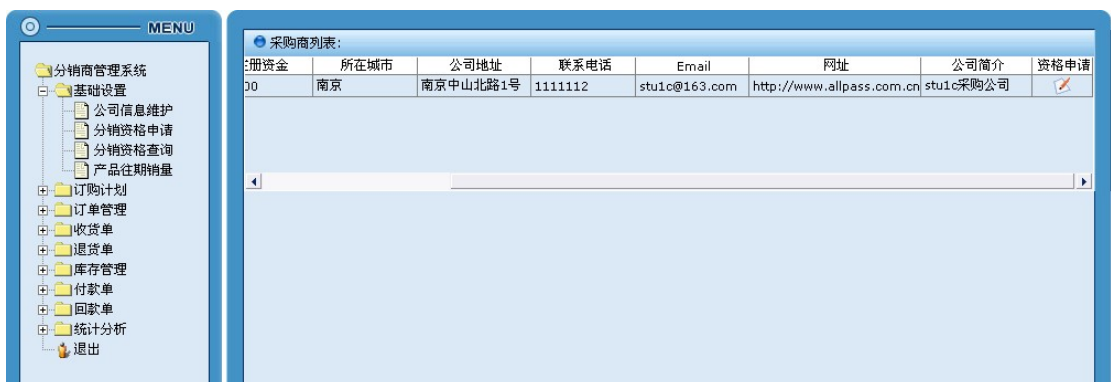 MENU
分销商管理系统
基础设置
公司信息维护
分销资格申请
分销资格查询
产品往期销量
订购计划
订单管理
收货单
退货单
库存管理
付款单
回款单
统计分析
退出
采购商列表:
册资金 所在城市 公司地址 联系电话 Email 网址 公司简介 资格申请
00 南京 南京中山北路1号 1111112 stu1c@163.com http://www.allpass.com.cn stu1c采购公司